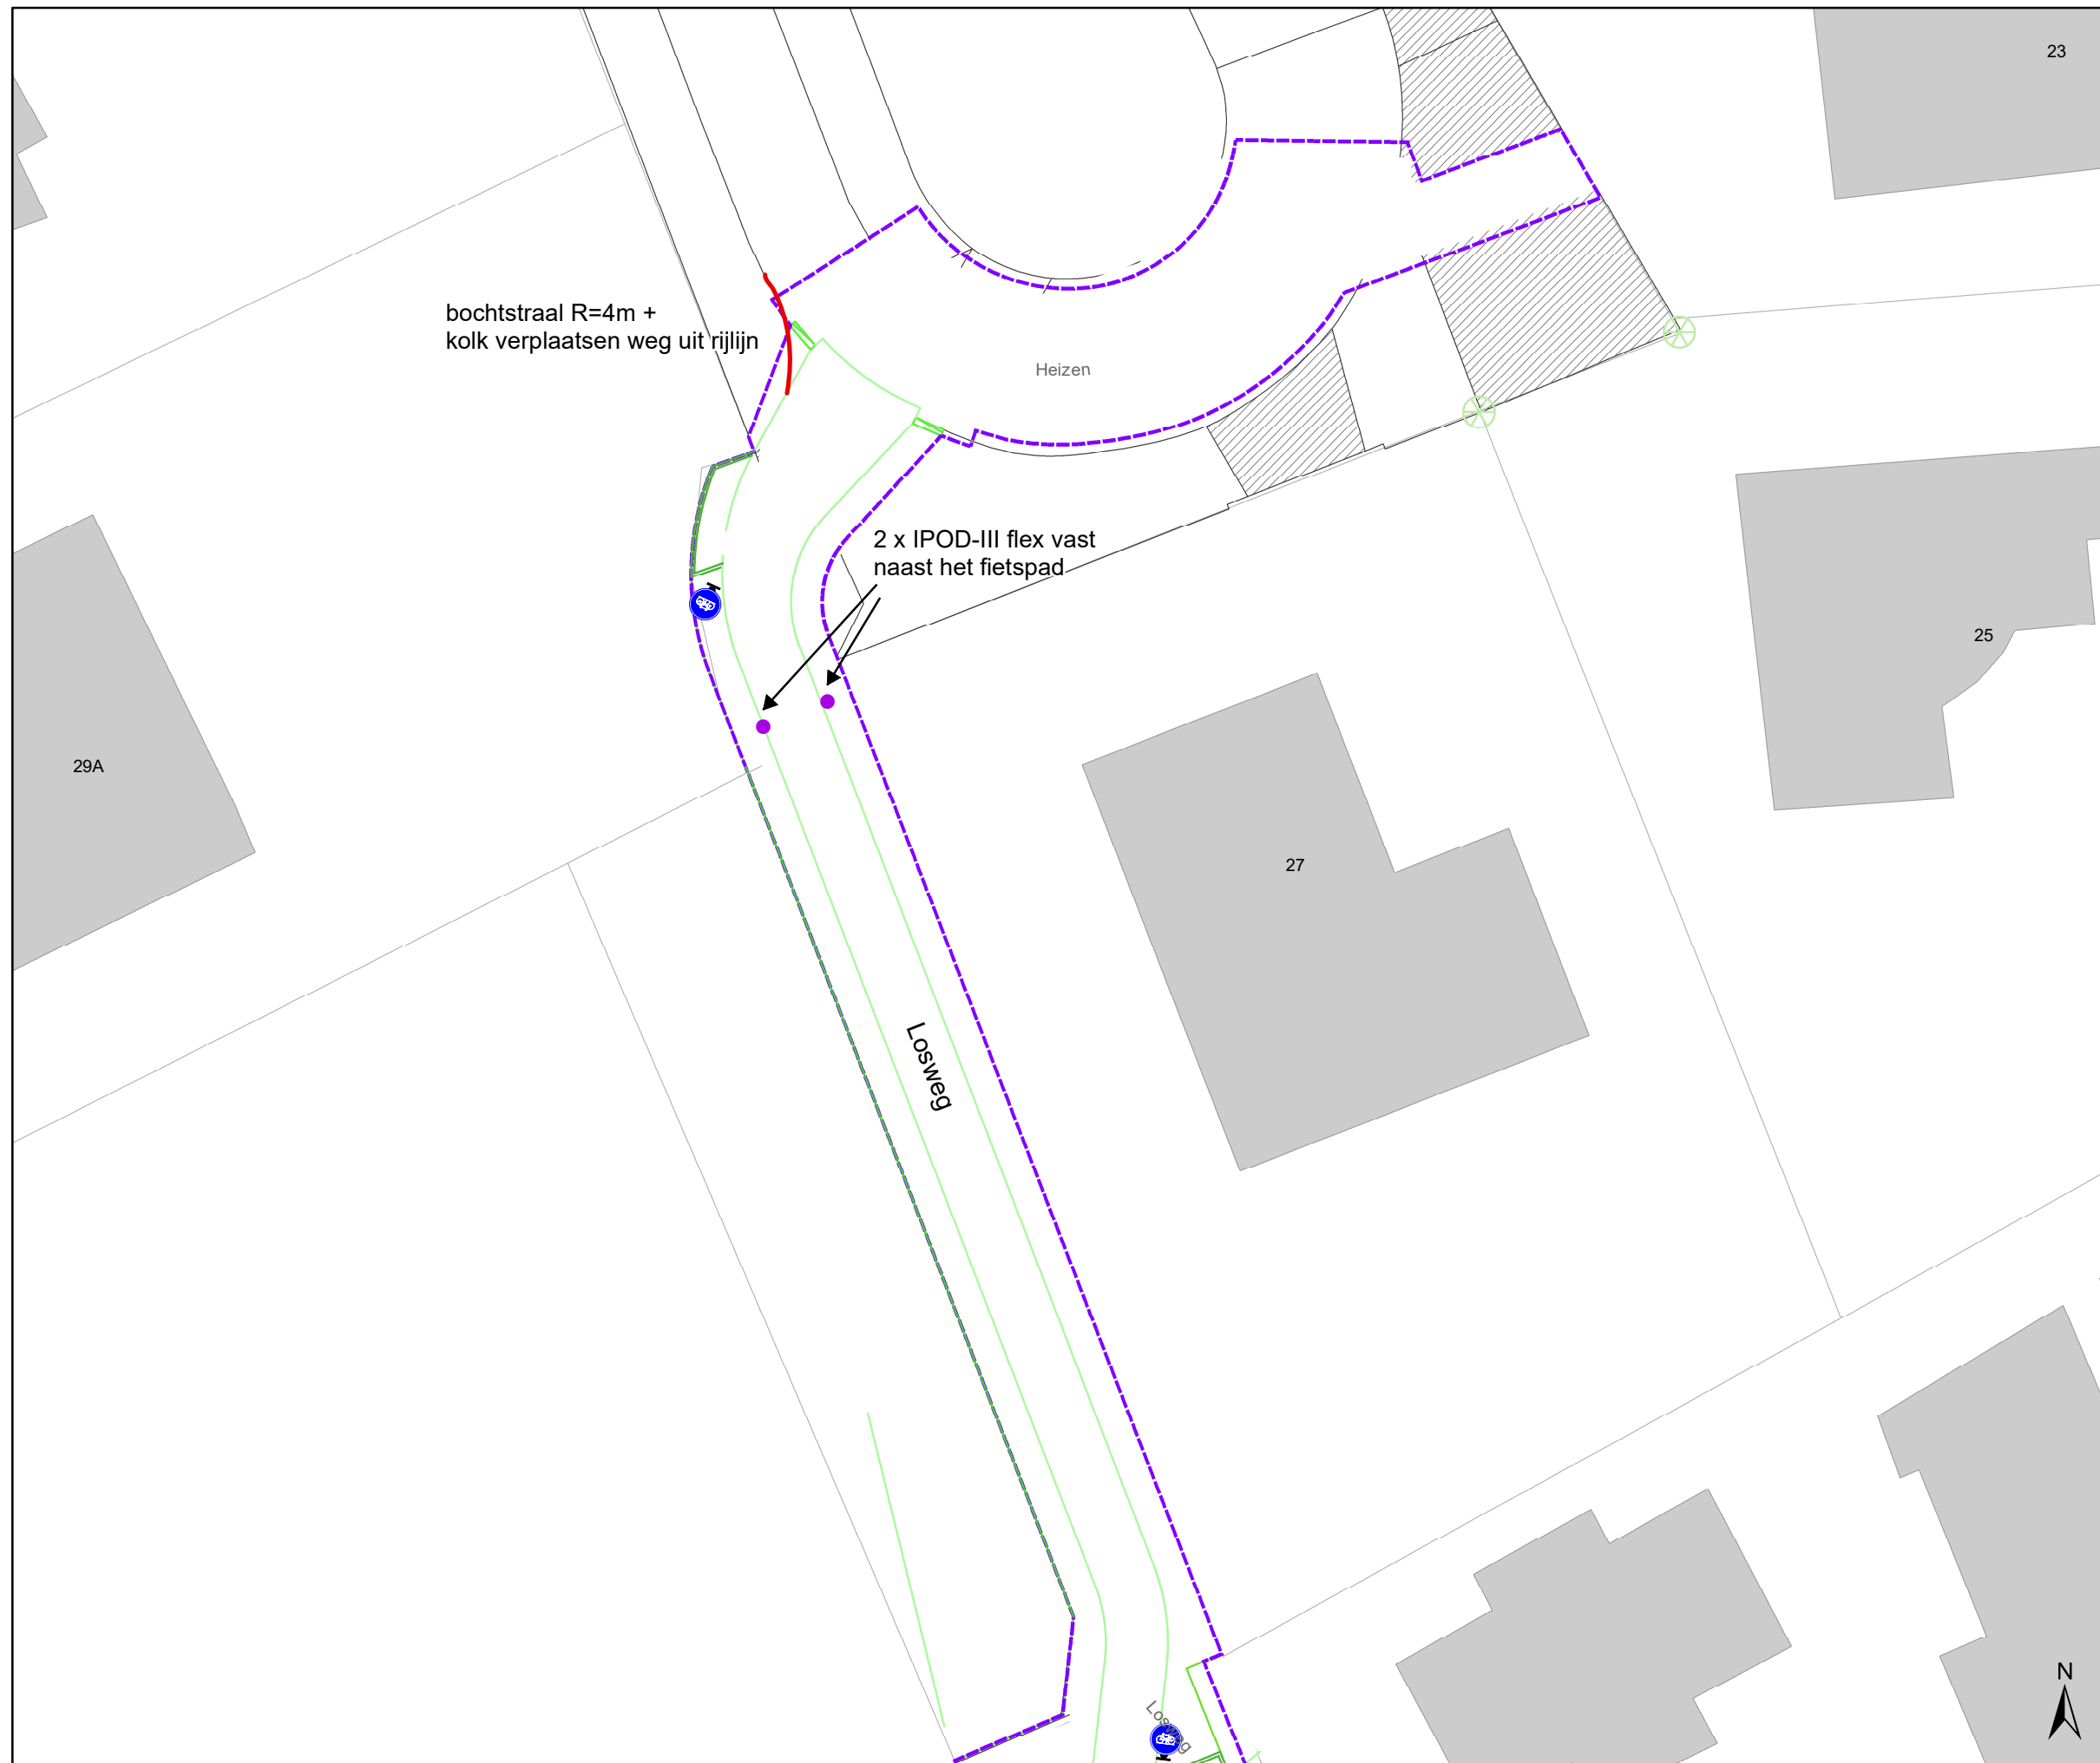 23
bochtstraal R=4m +
kolk verplaatsen weg uit rijlijn
Heizen
2 x IPOD-III flex vast
naast het fietspad
25
29A
27
Losweg
N
Losweg